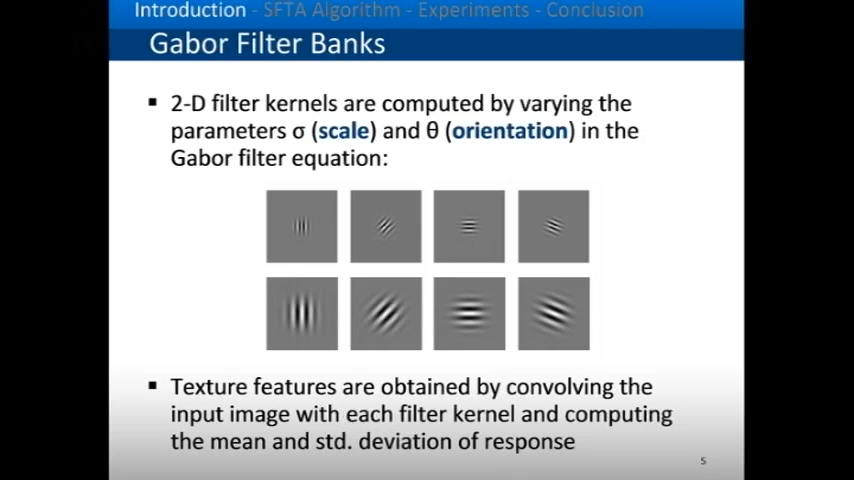 Introduction - SFTA Algorithm - Experiments - Conclusion
Gabor Filter Banks
▪ 2-D filter kernels are computed by varying the
parameters σ (scale) and θ (orientation) in the
Gabor filter equation:
▪ Texture features are obtained by convolving the
input image with each filter kernel and computing
the mean and std. deviation of response
5